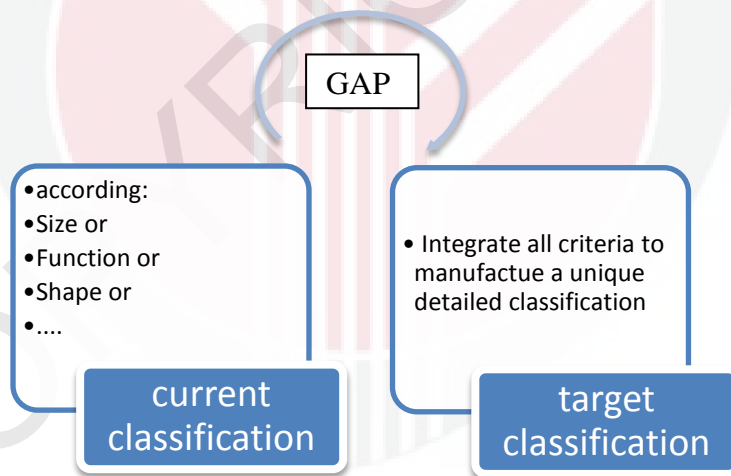 GAP
•according:
•Size or
•Function or
•Shape or
•....
current
classification
• Integrate all criteria to
manufactue a unique
detailed classification
target
classification